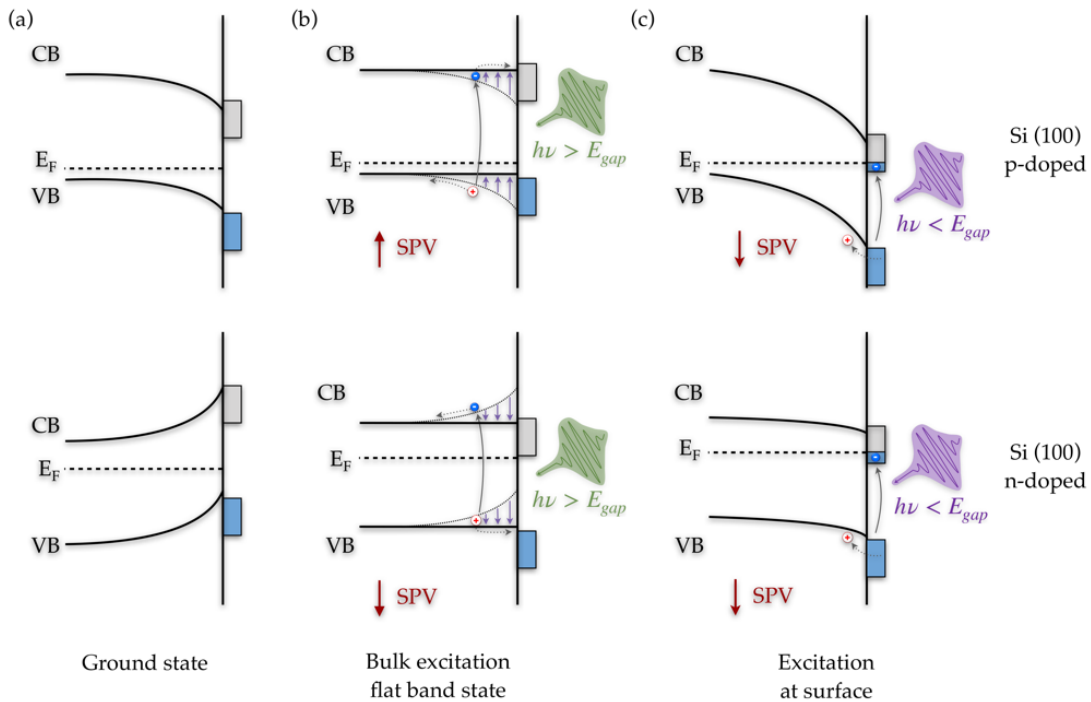 (a)
CB
E_F
VB
(b)
CB
E_F
VB
hν > E_gap
SPV
(c)
CB
E_F
VB
hν < E_gap
SPV
Si (100)
p-doped
CB
E_F
VB
CB
E_F
VB
hν > E_gap
SPV
CB
E_F
VB
hν < E_gap
SPV
Si (100)
n-doped
Ground state
Bulk excitation
flat band state
Excitation
at surface